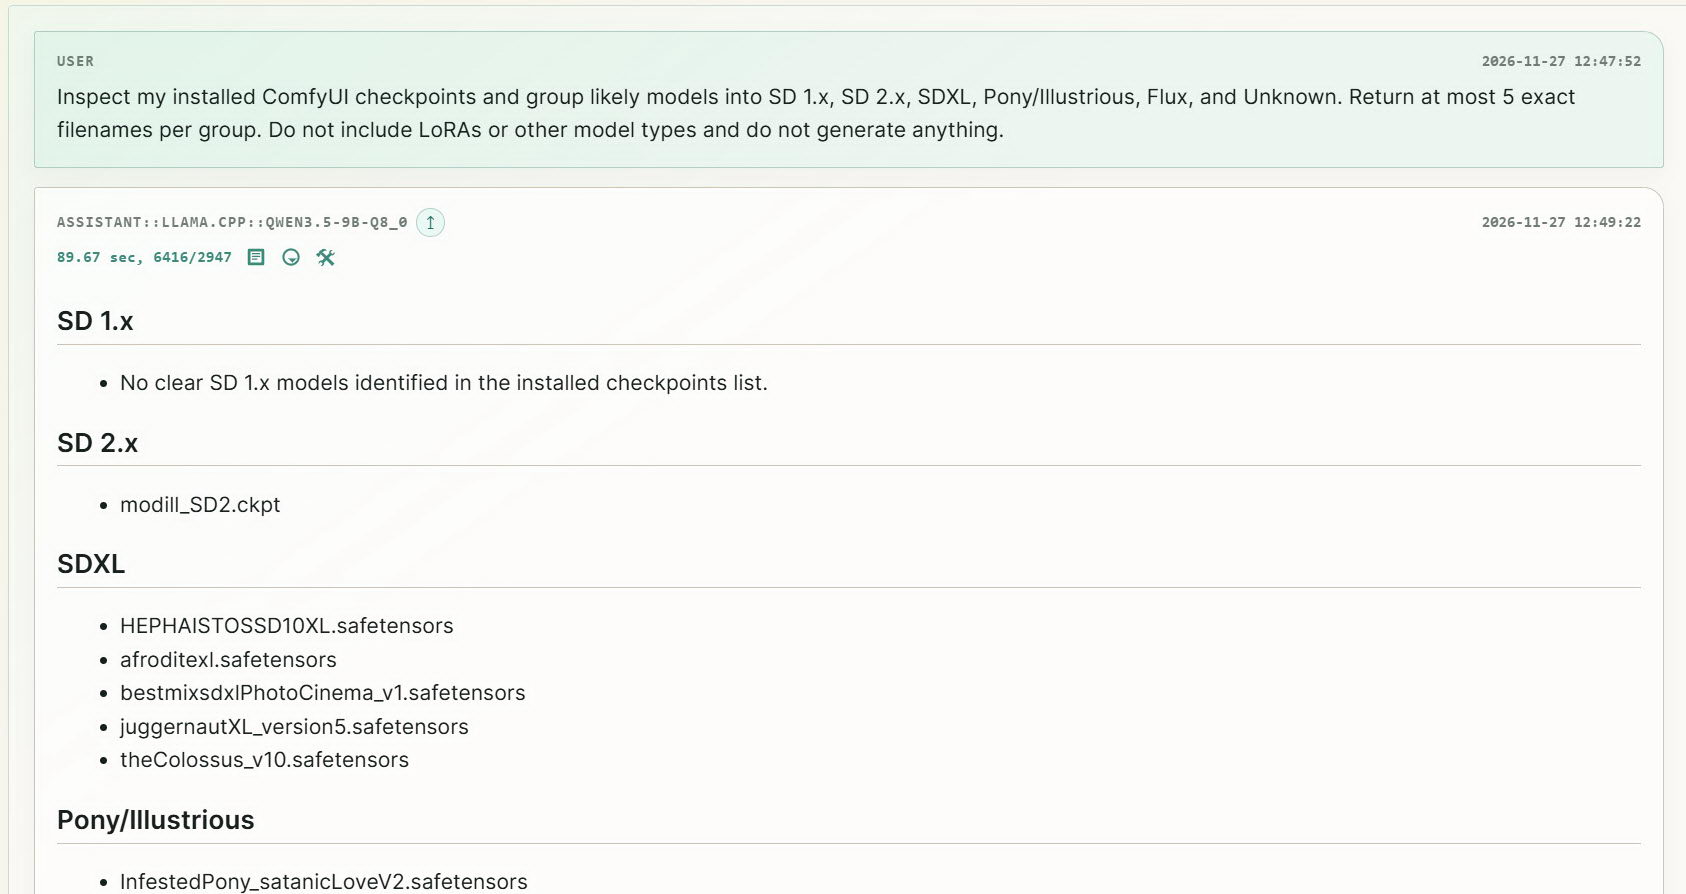 USER 2026-11-27 12:47:52
Inspect my installed ComfyUI checkpoints and group likely models into SD 1.x, SD 2.x, SDXL, Pony/Illustrious, Flux, and Unknown. Return at most 5 exact
filenames per group. Do not include LoRAs or other model types and do not generate anything.
ASSISTANT::LLAMA.CPP::QWEN3.5-9B-Q8_0 2026-11-27 12:49:22
89.67 sec, 6416/2947
SD 1.x
• No clear SD 1.x models identified in the installed checkpoints list.
SD 2.x
• modill_SD2.ckpt
SDXL
• HEPHAISTOSSD10XL.safetensors
• afroditexl.safetensors
• bestmixsdxlPhotoCinema_v1.safetensors
• juggernautXL_version5.safetensors
• theColossus_v10.safetensors
Pony/Illustrious
• InfestedPony_satanicLoveV2.safetensors